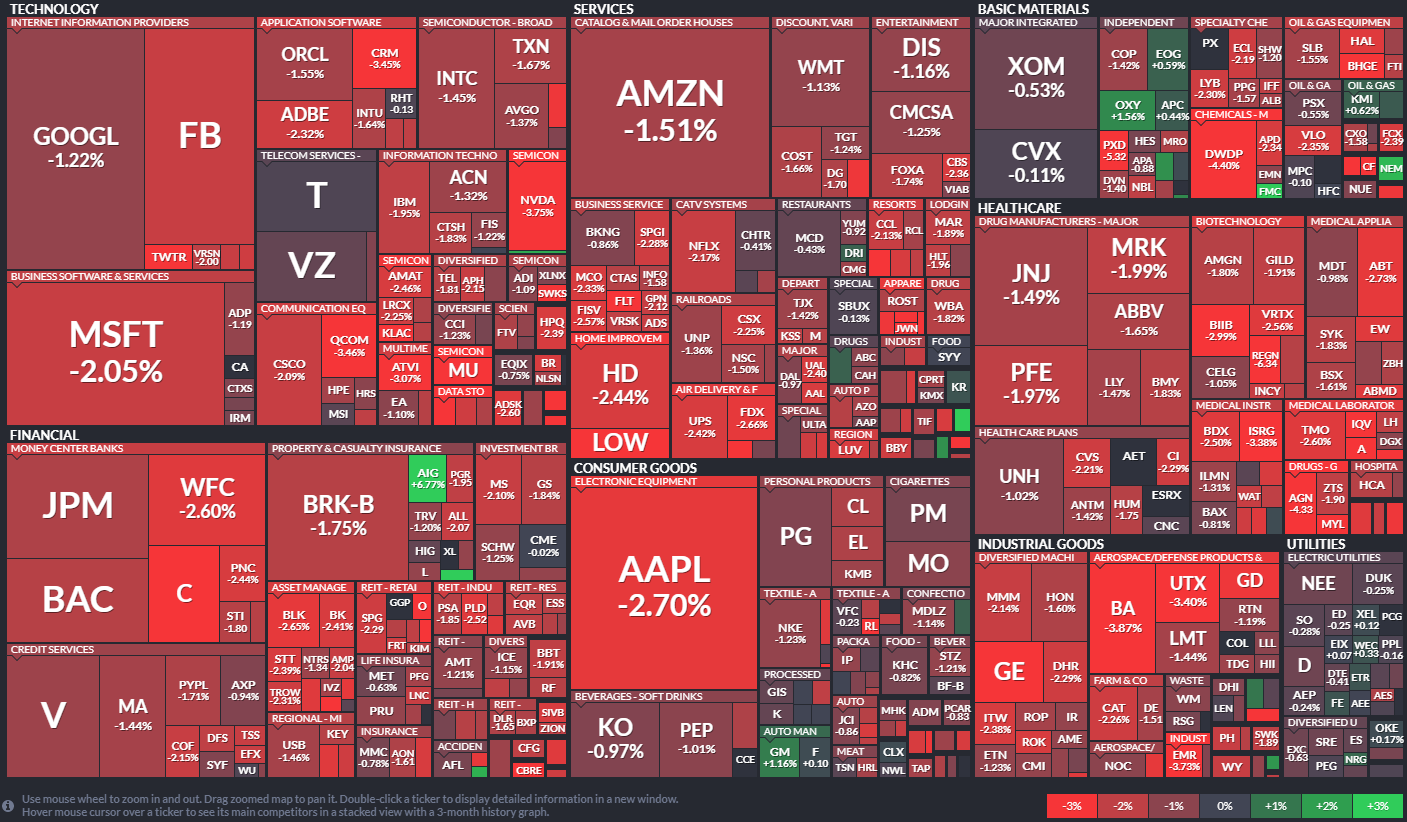 TECHNOLOGY
INTERNET INFORMATION PROVIDERS
GOOGL
-1.22%
FB
TWTR
VRSN
-2.00
APPLICATION SOFTWARE
ORCL
-1.55%
CRM
-3.45%
ADBE
-2.32%
INTU
-1.64%
RHT
-0.13
SEMICONDUCTOR - BROAD
INTC
-1.45%
TXN
-1.67%
AVGO
-1.37%
TELECOM SERVICES -
T
VZ
INFORMATION TECHNO
IBM
-1.95%
ACN
-1.32%
CTSH
-1.83%
FIS
-1.22%
SEMICON
NVDA
-3.75%
BUSINESS SOFTWARE & SERVICES
MSFT
-2.05%
ADP
-1.19
CA
CTXS
IRM
COMMUNICATION EQ
CSCO
-2.09%
QCOM
-3.46%
HPE
HRS
MSI
SEMICON
AMAT
-2.46%
LRCX
-2.25%
KLAC
DIVERSIFIED
TEL
-1.81
APH
-2.15
SEMICON
ADI
-1.09
XLNX
SWKS
DIVERSIFIE
CCI
-1.23%
SCIEN
FTV
HPQ
-2.39
MULTIME
ATVI
-3.07%
EA
-1.10%
SEMICON
MU
DATA STO
EQIX
-0.75%
BR
NLSN
ADSK
-2.60
SERVICES
CATALOG & MAIL ORDER HOUSES
AMZN
-1.51%
DISCOUNT, VARI
WMT
-1.13%
COST
-1.66%
TGT
-1.24%
DG
-1.70
ENTERTAINMENT
DIS
-1.16%
CMCSA
-1.25%
FOXA
-1.74%
CBS
-2.36
VIAB
BUSINESS SERVICE
BKNG
-0.86%
SPGI
-2.28%
MCO
-2.33%
CTAS
INFO
-1.58
FISV
-2.57%
FLT
GPN
-2.12
VRSK
ADS
CATV SYSTEMS
NFLX
-2.17%
CHTR
-0.41%
RESTAURANTS
MCD
-0.43%
YUM
-0.92
DRI
CMG
RESORTS
CCL
-2.13%
RCL
LODGIN
MAR
-1.89%
HLT
-1.96
RAILROADS
UNP
-1.36%
CSX
-2.25%
NSC
-1.50%
DEPART
TJX
-1.42%
KSS
M
SPECIAL
SBUX
-0.13%
APPARE
ROST
JWN
DRUG
WBA
-1.82%
HOME IMPROVEM
HD
-2.44%
LOW
MAJOR
DAL
-0.97
UAL
-2.40
AAL
DRUGS
ABC
CAH
INDUST
FOOD
SYY
AIR DELIVERY & F
UPS
-2.42%
FDX
-2.66%
SPECIAL
ULTA
AUTO P
AZO
AAP
CPRT
KMX
KR
REGION
LUV
TIF
BBY
BASIC MATERIALS
MAJOR INTEGRATED
XOM
-0.53%
CVX
-0.11%
INDEPENDENT
COP
-1.42%
EOG
+0.59%
OXY
+1.56%
APC
+0.44%
PXD
-5.32
HES
MRO
APA
-0.88
DVN
-1.40
NBL
SPECIALTY CHE
PX
ECL
-2.19
SHW
-1.20
LYB
-2.30%
PPG
-1.57
IFF
ALB
OIL & GAS EQUIPMEN
SLB
-1.55%
HAL
BHGE
FTI
CHEMICALS - M
DWDP
-4.40%
APD
-2.34
EMN
FMC
OIL & GA
PSX
-0.55%
VLO
-2.35%
MPC
-0.10
HFC
OIL & GAS
KMI
+0.62%
CXO
-1.58
FCX
-2.39
CF
NEM
NUE
HEALTHCARE
DRUG MANUFACTURERS - MAJOR
JNJ
-1.49%
MRK
-1.99%
ABBV
-1.65%
PFE
-1.97%
LLY
-1.47%
BMY
-1.83%
BIOTECHNOLOGY
AMGN
-1.80%
GILD
-1.91%
BIIB
-2.99%
VRTX
-2.56%
CELG
-1.05%
REGN
-6.34
INCY
MEDICAL APPLIA
MDT
-0.98%
ABT
-2.73%
SYK
-1.83%
EW
BSX
-1.61%
ZBH
ABMD
HEALTH CARE PLANS
UNH
-1.02%
CVS
-2.21%
AET
CI
-2.29%
ANTM
-1.42%
HUM
-1.75
ESRX
CNC
MEDICAL INSTR
BDX
-2.50%
ISRG
-3.38%
ILMN
-1.31%
WAT
BAX
-0.81%
MEDICAL LABORATOR
TMO
-2.60%
IQV
LH
A
DGX
DRUGS - G
AGN
-4.33
ZTS
-1.90
MYL
HOSPITA
HCA
FINANCIAL
MONEY CENTER BANKS
JPM
WFC
-2.60%
BAC
C
PNC
-2.44%
STI
-1.80
PROPERTY & CASUALTY INSURANCE
BRK-B
-1.75%
AIG
+6.77%
PGR
-1.95
TRV
-1.20%
ALL
-2.07
HIG
XL
L
INVESTMENT BR
MS
-2.10%
GS
-1.84%
SCHW
-1.25%
CME
-0.02%
CREDIT SERVICES
V
MA
-1.44%
PYPL
-1.71%
AXP
-0.94%
COF
-2.15%
DFS
TSS
SYF
EFX
WU
ASSET MANAGE
BLK
-2.65%
BK
-2.41%
STT
-2.39%
NTRS
-1.34
AMP
-2.04
TROW
-2.31%
IVZ
REIT - RETAI
SPG
-2.29
GGP
O
FRT
KIM
REIT - INDU
PSA
-1.85
PLD
-2.52
REIT - RES
EQR
ESS
AVB
LIFE INSURA
MET
-0.63%
PFG
LNC
PRU
REIT -
AMT
-1.21%
DIVERS
ICE
-1.15%
BBT
-1.91%
RF
REGIONAL - MI
USB
-1.46%
KEY
INSURANCE
MMC
-0.78%
AON
-1.61
REIT - H
REIT -
DLR
-1.65
BXP
SIVB
ZION
ACCIDEN
AFL
CFG
CBRE
CONSUMER GOODS
ELECTRONIC EQUIPMENT
AAPL
-2.70%
PERSONAL PRODUCTS
PG
CL
EL
KMB
CIGARETTES
PM
MO
TEXTILE - A
NKE
-1.23%
TEXTILE - A
VFC
-0.23
RL
CONFECTIO
MDLZ
-1.14%
PACKA
IP
FOOD -
KHC
-0.82%
BEVER
STZ
-1.21%
BF-B
BEVERAGES - SOFT DRINKS
KO
-0.97%
PEP
-1.01%
CCE
PROCESSED
GIS
K
AUTO
JCI
-0.86
MHK
ADM
PCAR
-0.83
AUTO MAN
GM
+1.16%
F
+0.10
MEAT
TSN
HRL
CLX
NWL
TAP
INDUSTRIAL GOODS
DIVERSIFIED MACHI
MMM
-2.14%
HON
-1.60%
GE
DHR
-2.29%
ITW
-2.38%
ROP
IR
ROK
AME
ETN
-1.23%
CMI
AEROSPACE/DEFENSE PRODUCTS &
BA
-3.87%
UTX
-3.40%
GD
RTN
-1.19%
LMT
-1.44%
COL
LLL
TDG
HII
FARM & CO
CAT
-2.26%
DE
-1.51
WASTE
WM
RSG
DHI
LEN
AEROSPACE/
NOC
INDUST
EMR
-3.73%
PH
SWK
-1.89
WY
UTILITIES
ELECTRIC UTILITIES
NEE
DUK
-0.25%
SO
-0.28%
ED
-0.25
XEL
+0.12
PCG
D
EIX
+0.07
WEC
+0.33
PPL
-0.16
DTE
-0.41
ETR
AEP
-0.24%
FE
AEE
AES
DIVERSIFIED U
EXC
-0.63
SRE
ES
PEG
NRG
OKE
+0.17%
Use mouse wheel to zoom in and out. Drag zoomed map to pan it. Double-click a ticker to display detailed information in a new window.
Hover mouse cursor over a ticker to see its main competitors in a stacked view with a 3-month history graph.
-3% -2% -1% 0% +1% +2% +3%